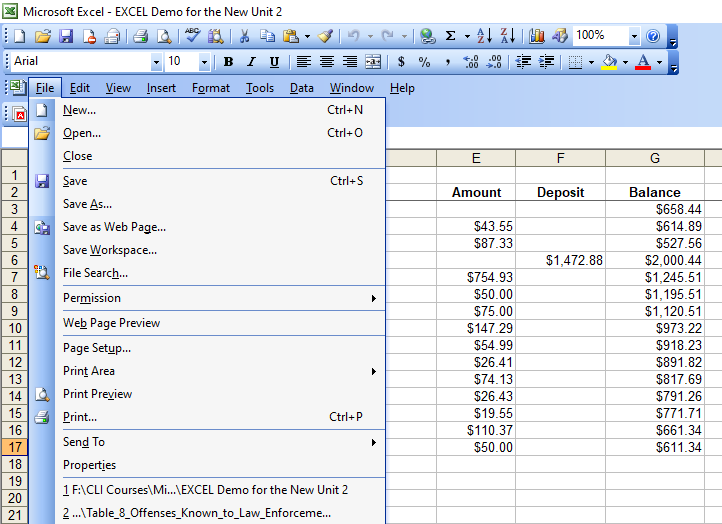 Microsoft Excel - EXCEL Demo for the New Unit 2
100%
Arial 10 B I U $ % ,
File Edit View Insert Format Tools Data Window Help
New... Ctrl+N
Open... Ctrl+O
Close
Save Ctrl+S
Save As...
Save as Web Page...
Save Workspace...
File Search...
Permission
Web Page Preview
Page Setup...
Print Area
Print Preview
Print... Ctrl+P
Send To
Properties
1 F:\CLI Courses\Mi...\EXCEL Demo for the New Unit 2
2 ...\Table_8_Offenses_Known_to_Law_Enforceme...
E F G
1
2 Amount Deposit Balance
3 $658.44
4 $43.55 $614.89
5 $87.33 $527.56
6 $1,472.88 $2,000.44
7 $754.93 $1,245.51
8 $50.00 $1,195.51
9 $75.00 $1,120.51
10 $147.29 $973.22
11 $54.99 $918.23
12 $26.41 $891.82
13 $74.13 $817.69
14 $26.43 $791.26
15 $19.55 $771.71
16 $110.37 $661.34
17 $50.00 $611.34
18
19
20
21